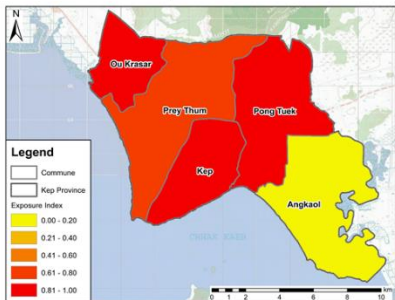 N
Ou Krasar
Prey Thum
Pong Tuek
Kep
Angkaol
Legend
Commune
Kep Province
Exposure Index
0.00 - 0.20
0.21 - 0.40
0.41 - 0.60
0.61 - 0.80
0.81 - 1.00
0 1 2 4 6 8 10
km